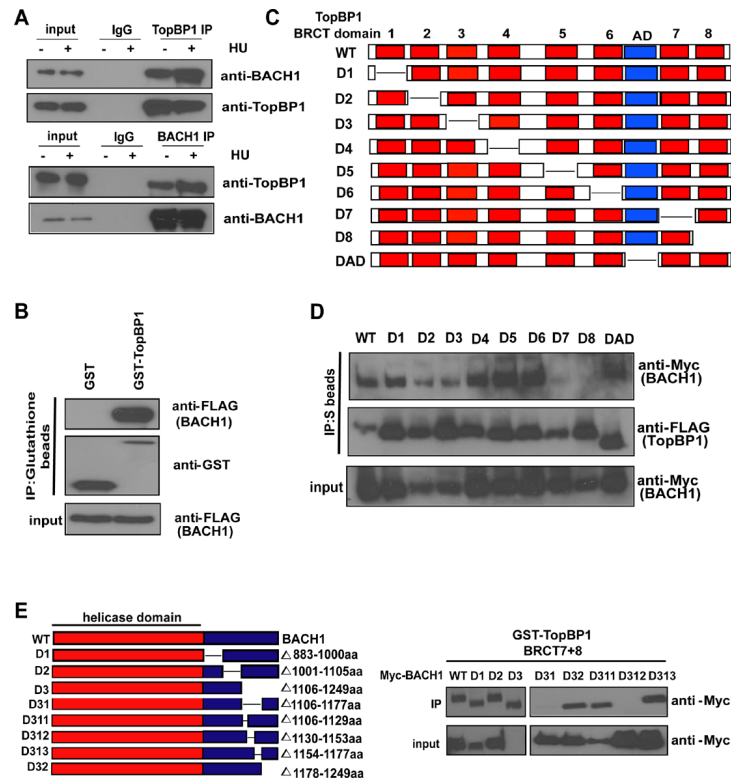 A
input IgG TopBP1 IP
- + - + - + HU
anti-BACH1
anti-TopBP1
input IgG BACH1 IP
- + - + - + HU
anti-TopBP1
anti-BACH1
B
GST
GST-TopBP1
IP:Glutathione
beads
anti-FLAG
(BACH1)
anti-GST
input
anti-FLAG
(BACH1)
C
TopBP1
BRCT domain 1 2 3 4 5 6 AD 7 8
WT
D1
D2
D3
D4
D5
D6
D7
D8
DAD
D
WT D1 D2 D3 D4 D5 D6 D7 D8 DAD
IP:S beads
anti-Myc
(BACH1)
anti-FLAG
(TopBP1)
input
anti-Myc
(BACH1)
E
helicase domain
WT BACH1
D1 △883-1000aa
D2 △1001-1105aa
D3 △1106-1249aa
D31 △1106-1177aa
D311 △1106-1129aa
D312 △1130-1153aa
D313 △1154-1177aa
D32 △1178-1249aa
GST-TopBP1
BRCT7+8
Myc-BACH1 WT D1 D2 D3 D31 D32 D311 D312 D313
IP anti-Myc
input anti-Myc